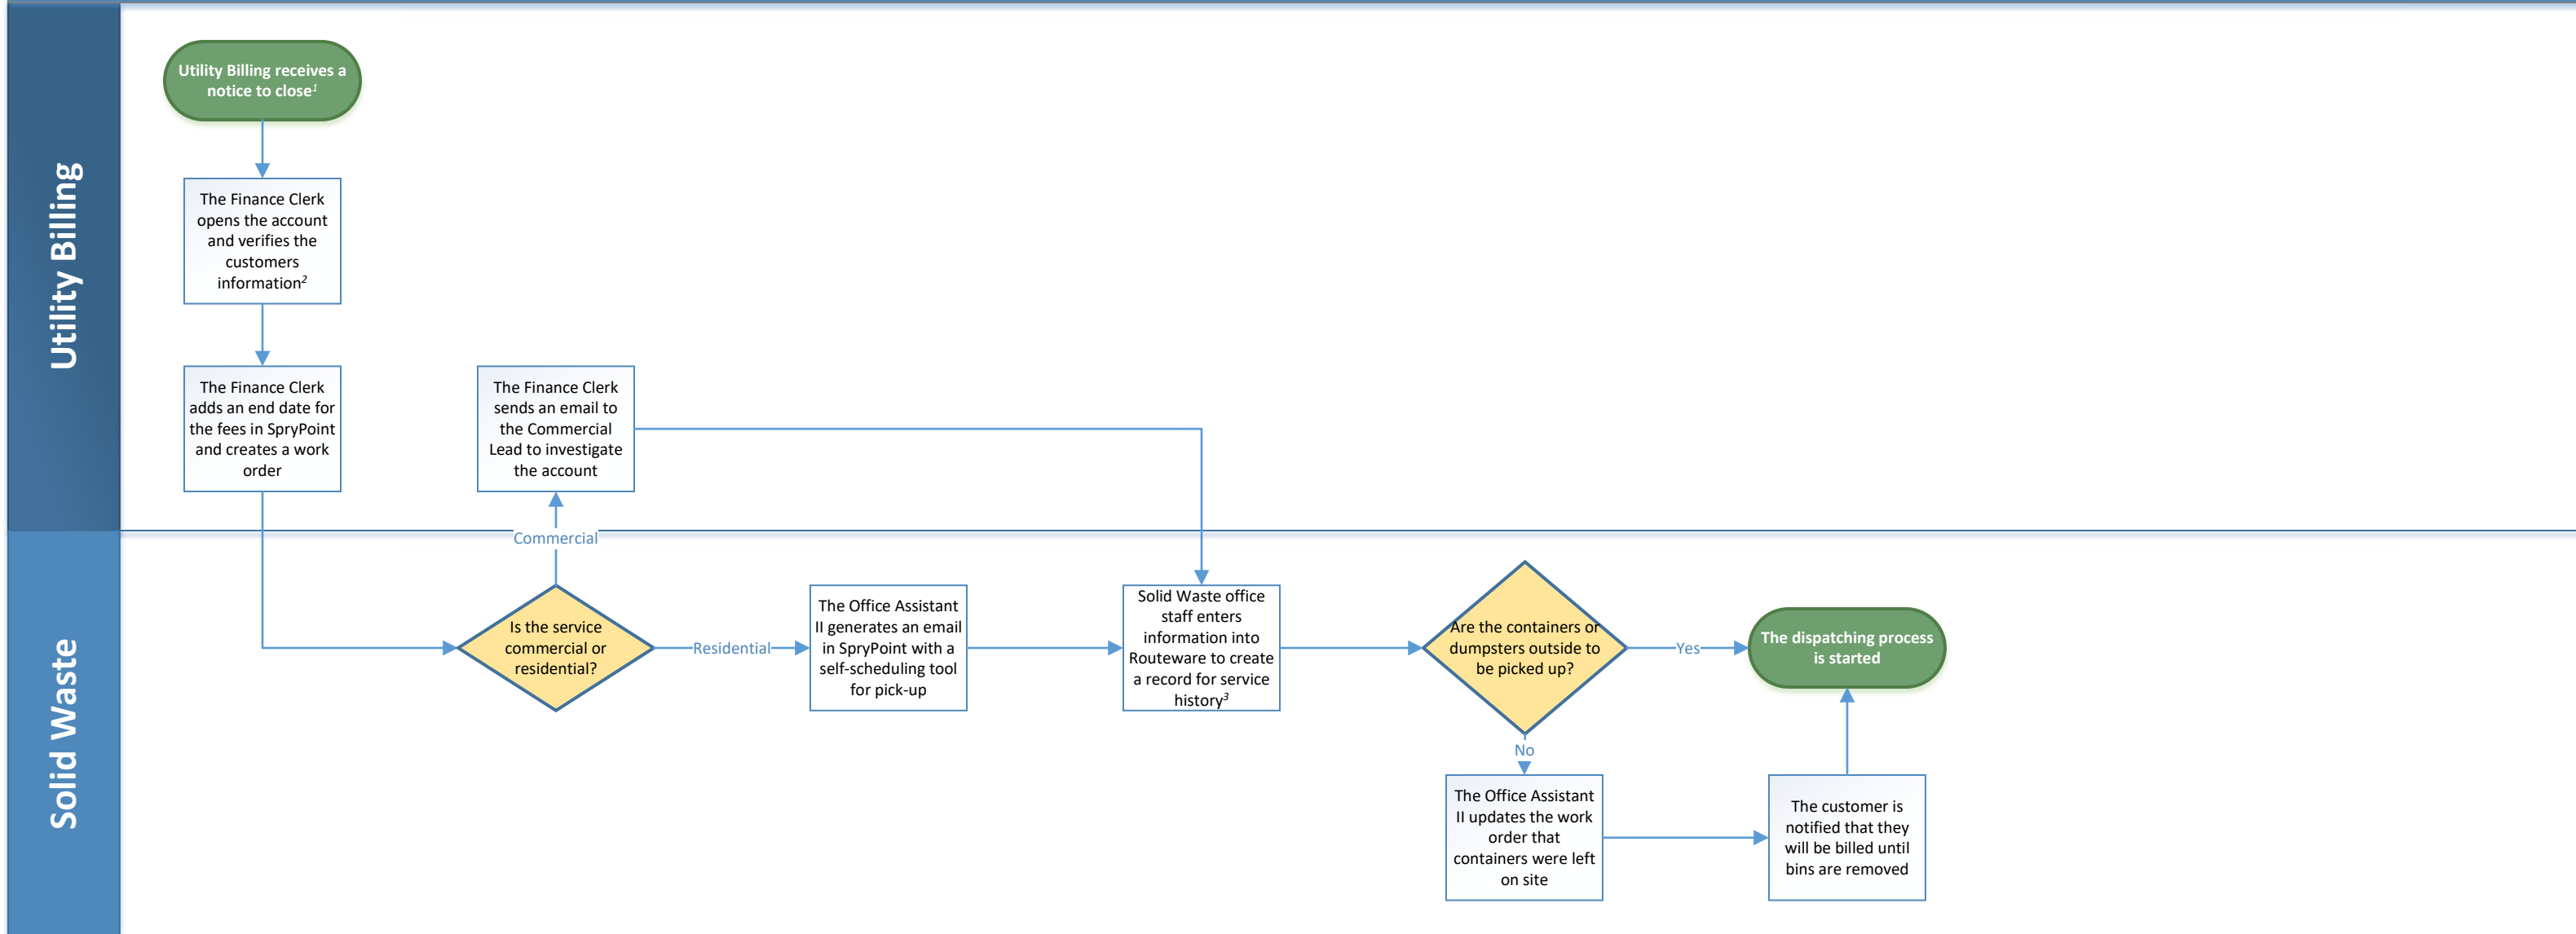 Utility Billing
Utility Billing receives a
notice to close¹
The Finance Clerk
opens the account
and verifies the
customers
information²
The Finance Clerk
adds an end date for
the fees in SpryPoint
and creates a work
order
The Finance Clerk
sends an email to
the Commercial
Lead to investigate
the account
Solid Waste
Commercial
Is the service
commercial or
residential?
Residential
The Office Assistant
II generates an email
in SpryPoint with a
self-scheduling tool
for pick-up
Solid Waste office
staff enters
information into
Routeware to create
a record for service
history³
Are the containers or
dumpsters outside to
be picked up?
Yes
The dispatching process
is started
No
The Office Assistant
II updates the work
order that
containers were left
on site
The customer is
notified that they
will be billed until
bins are removed